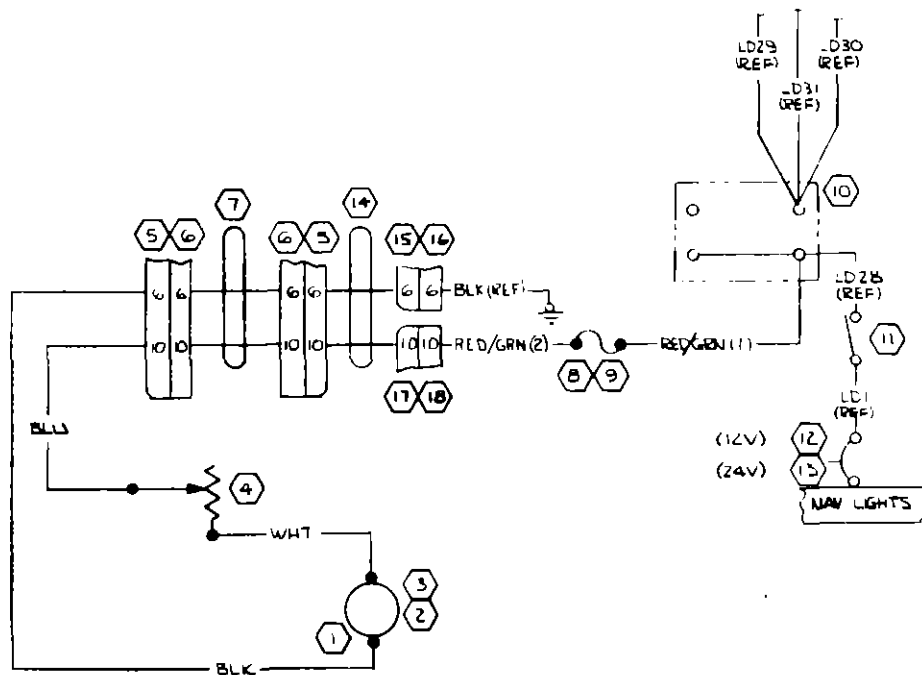 LD29
(REF)
LD30
(REF)
LD31
(REF)
10
7
14
5 6
6 5
15 16
6 6
6 6
6 6
BLK (REF)
LD28
(REF)
10 10
10 10
10 10
RED/GRN (2)
RED/GRN (1)
11
8 9
17 18
LD1
(REF)
BLU
(12V) 12
(24V) 13
4
NAV LIGHTS
WHT
3
2
1
BLK